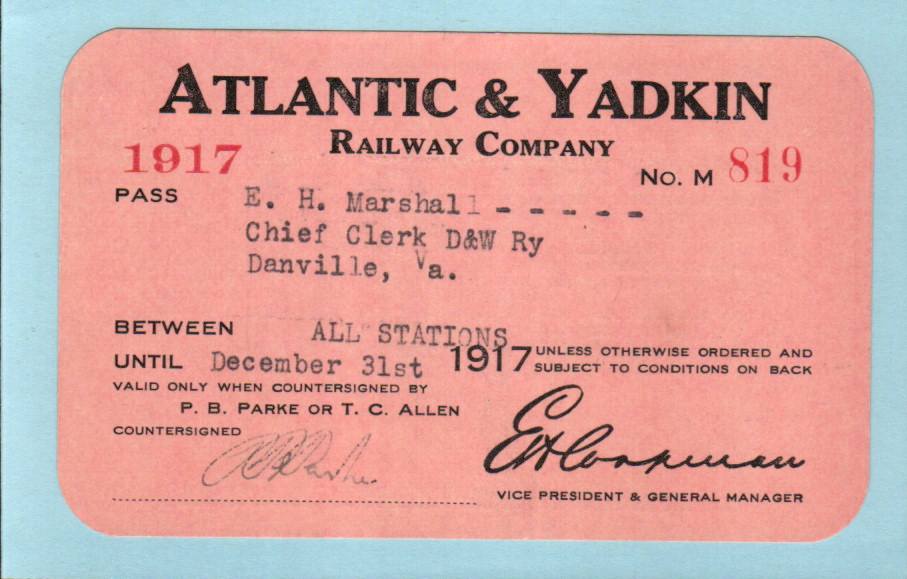 ATLANTIC & YADKIN
RAILWAY COMPANY
1917
No. M 819
PASS E. H. Marshall - - - - -
Chief Clerk D&W Ry
Danville, Va.
BETWEEN ALL STATIONS
UNTIL December 31st 1917 UNLESS OTHERWISE ORDERED AND
SUBJECT TO CONDITIONS ON BACK
VALID ONLY WHEN COUNTERSIGNED BY
P. B. PARKE OR T. C. ALLEN
COUNTERSIGNED
P B Parke
E H Coapman
VICE PRESIDENT & GENERAL MANAGER